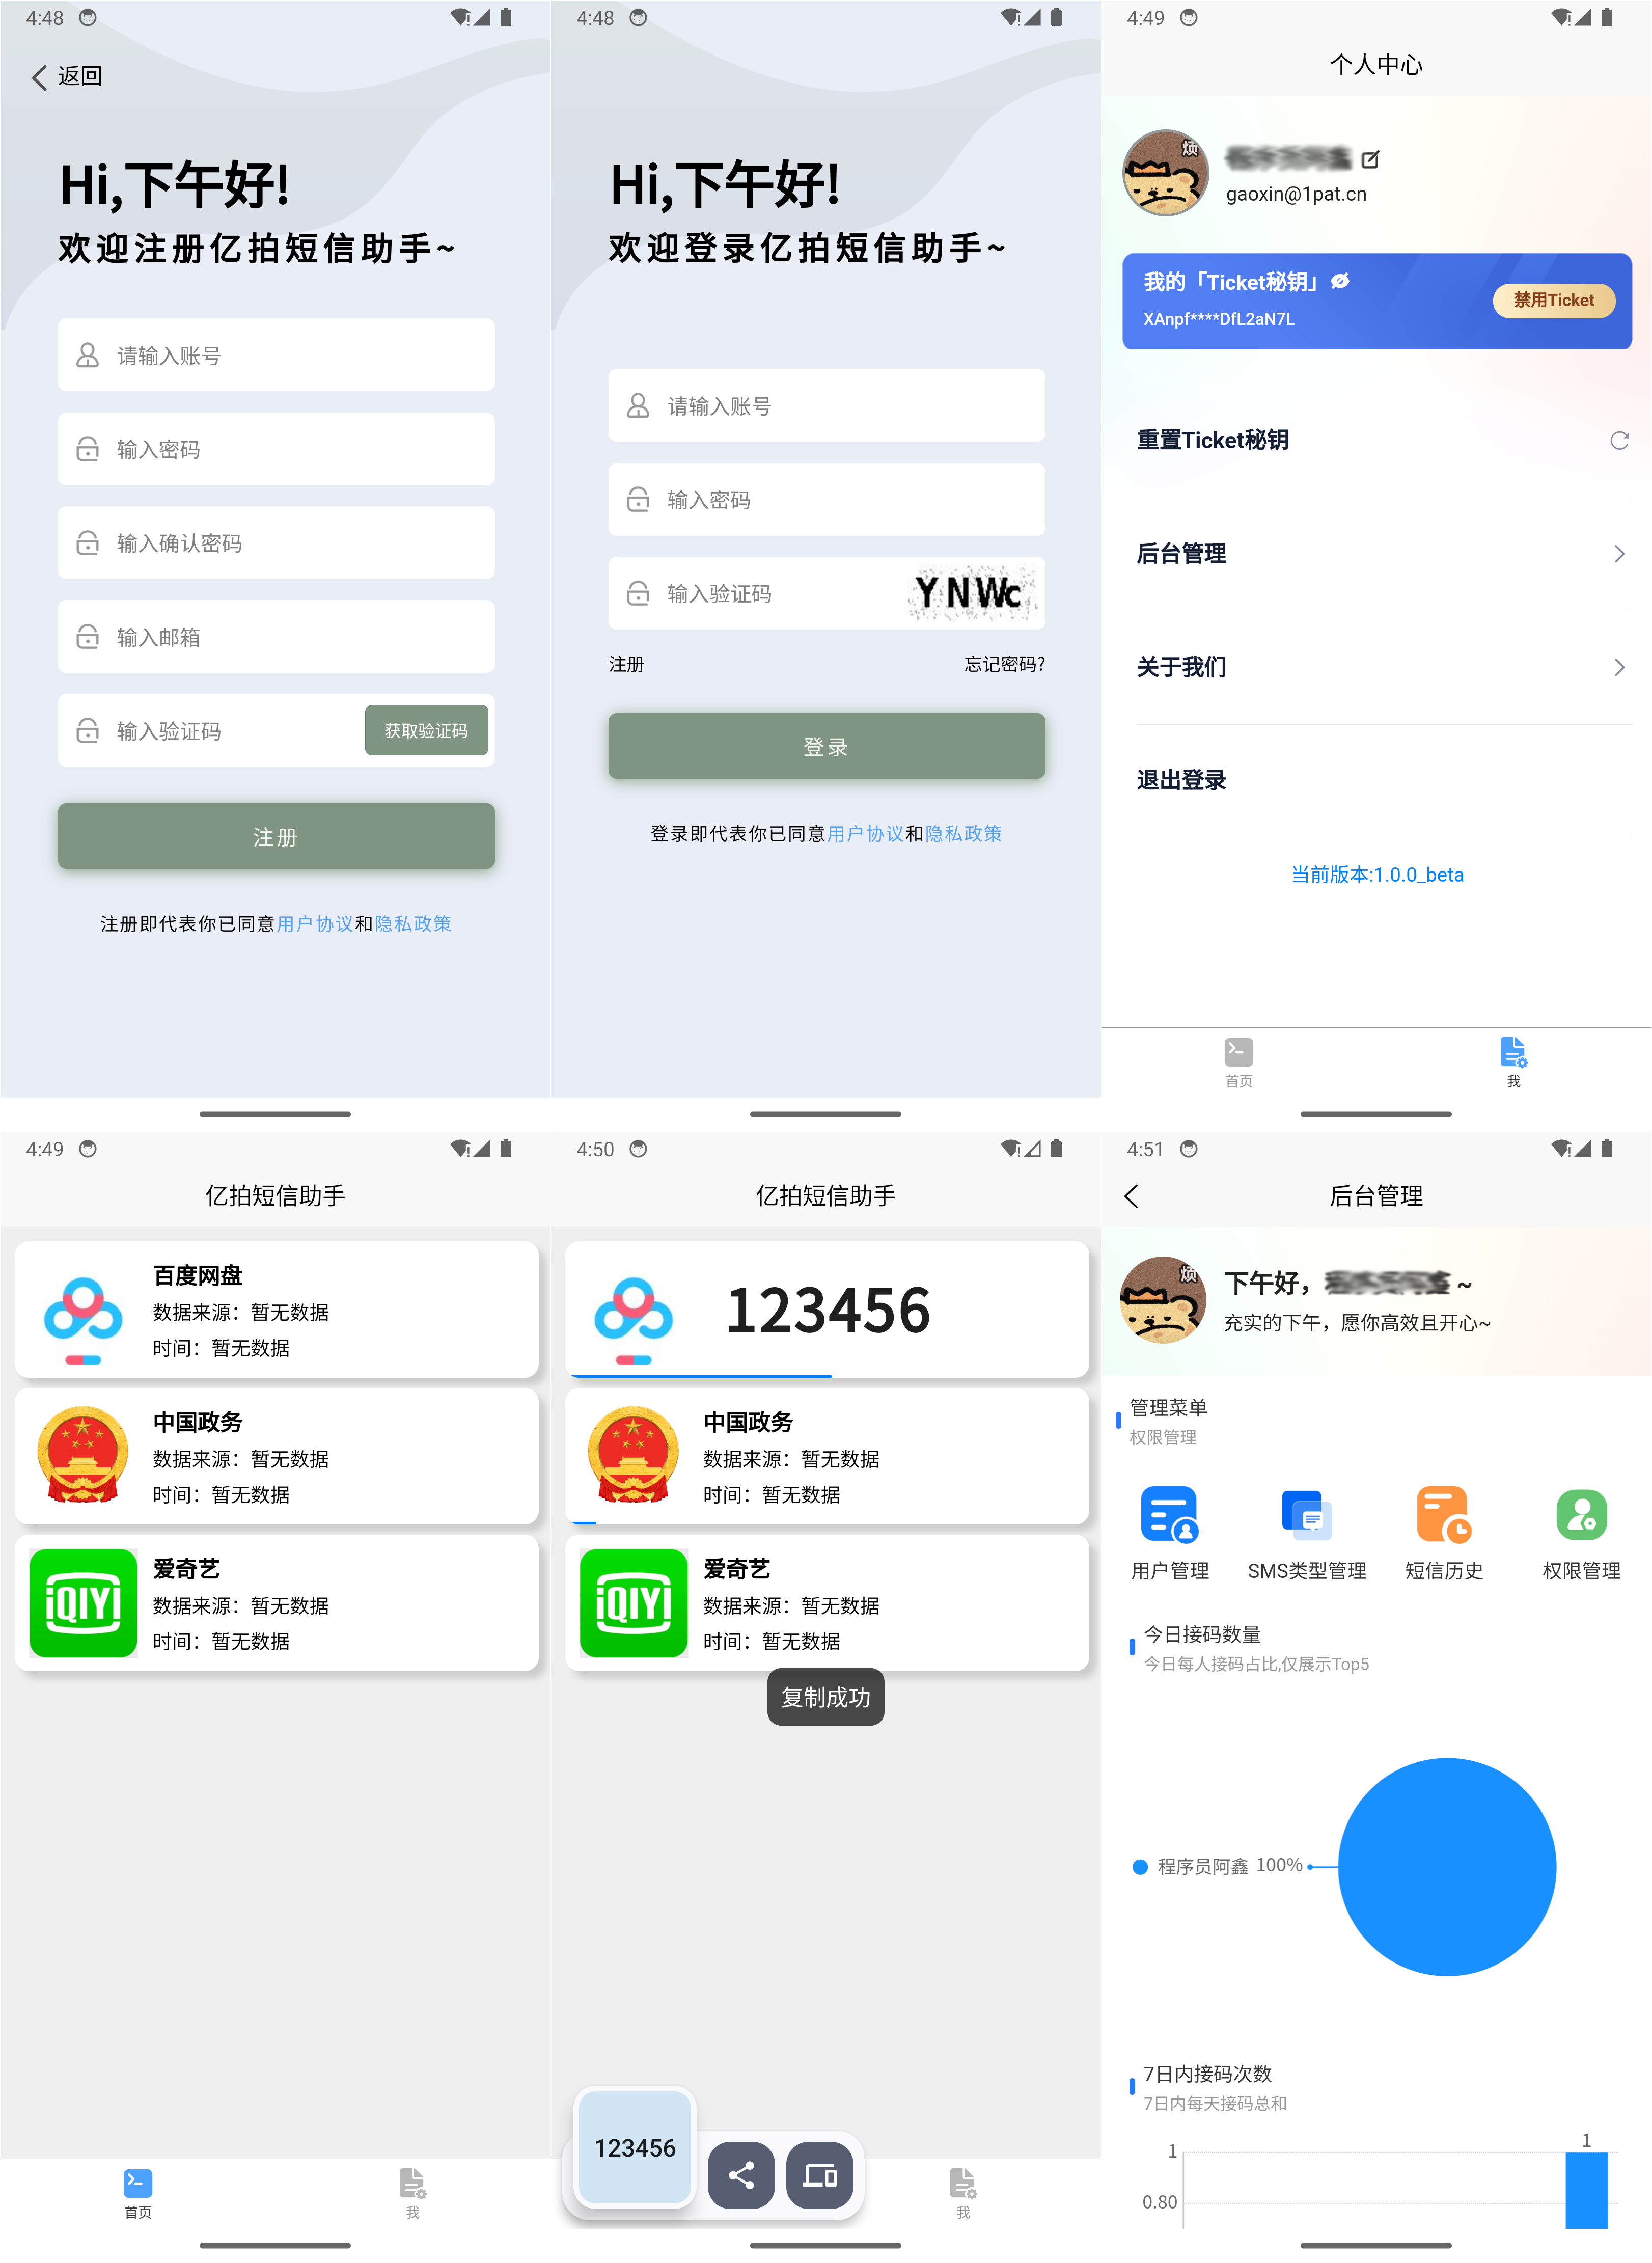 4:48
返回
Hi,下午好!
欢迎注册亿拍短信助手~
请输入账号
输入密码
输入确认密码
输入邮箱
输入验证码
获取验证码
注册
注册即代表你已同意用户协议和隐私政策
4:48
Hi,下午好!
欢迎登录亿拍短信助手~
请输入账号
输入密码
输入验证码
YNWc
注册
忘记密码?
登录
登录即代表你已同意用户协议和隐私政策
4:49
个人中心
烦
gaoxin@1pat.cn
我的「Ticket秘钥」
XAnpf****DfL2aN7L
禁用Ticket
重置Ticket秘钥
后台管理
关于我们
退出登录
当前版本:1.0.0_beta
首页
我
4:49
亿拍短信助手
百度网盘
数据来源：暂无数据
时间：暂无数据
中国政务
数据来源：暂无数据
时间：暂无数据
iQIYI
爱奇艺
数据来源：暂无数据
时间：暂无数据
首页
我
4:50
亿拍短信助手
123456
中国政务
数据来源：暂无数据
时间：暂无数据
iQIYI
爱奇艺
数据来源：暂无数据
时间：暂无数据
复制成功
123456
我
4:51
后台管理
烦
下午好，
~
充实的下午，愿你高效且开心~
管理菜单
权限管理
用户管理
SMS类型管理
短信历史
权限管理
今日接码数量
今日每人接码占比,仅展示Top5
程序员阿鑫 100%
7日内接码次数
7日内每天接码总和
1
1
0.80